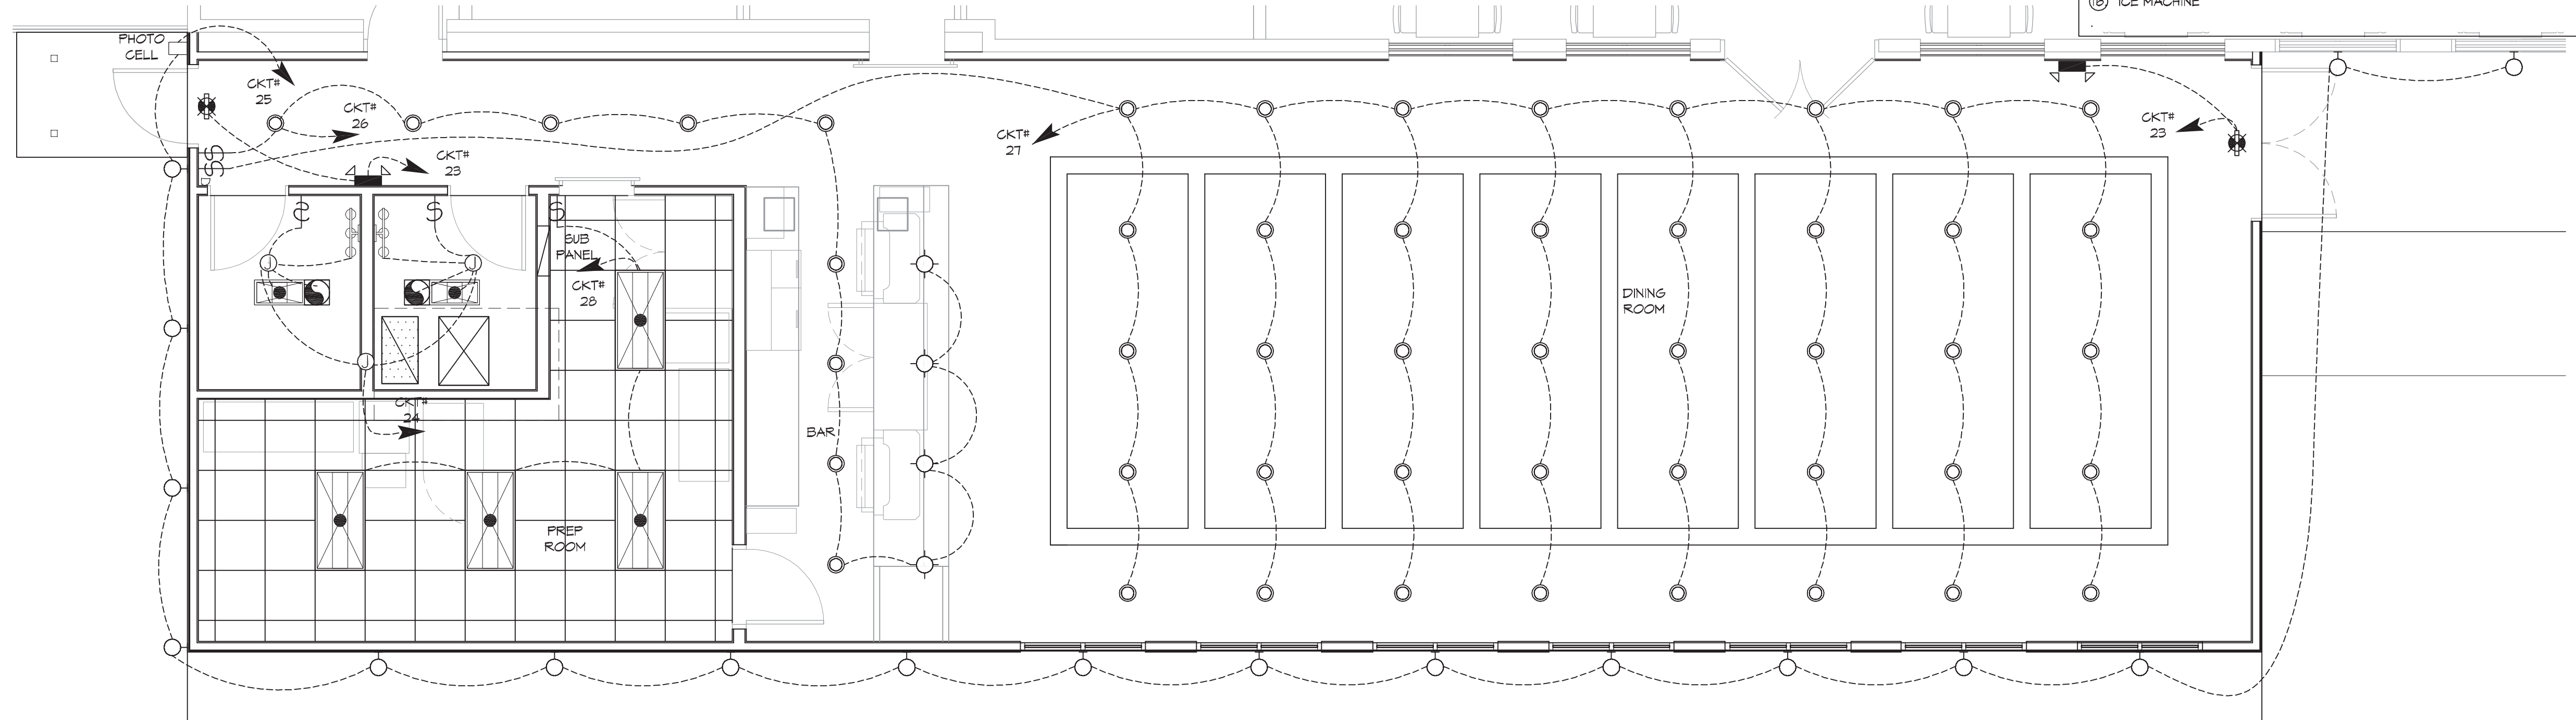 16 ICE MACHINE
PHOTO
CELL
CKT#
25
CKT#
26
CKT#
23
CKT#
27
CKT#
23
S
S
S
S
S
SUB
PANEL
J
J
CKT#
28
DINING
ROOM
J
CKT#
24
BAR
PREP
ROOM